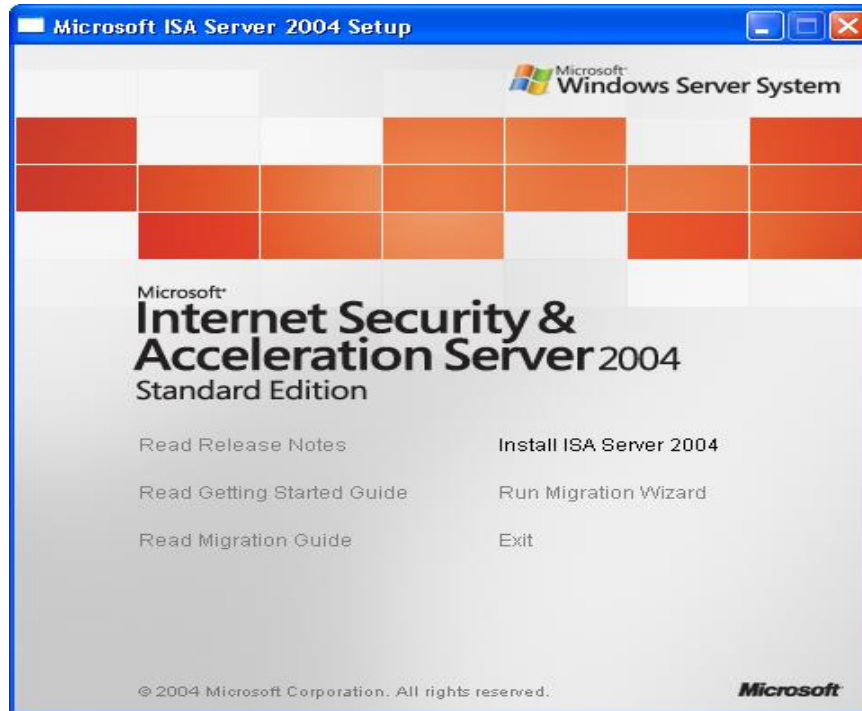 Microsoft ISA Server 2004 Setup
Microsoft
Windows Server System
Microsoft
Internet Security &
Acceleration Server 2004
Standard Edition
Read Release Notes
Install ISA Server 2004
Read Getting Started Guide
Run Migration Wizard
Read Migration Guide
Exit
© 2004 Microsoft Corporation. All rights reserved.
Microsoft